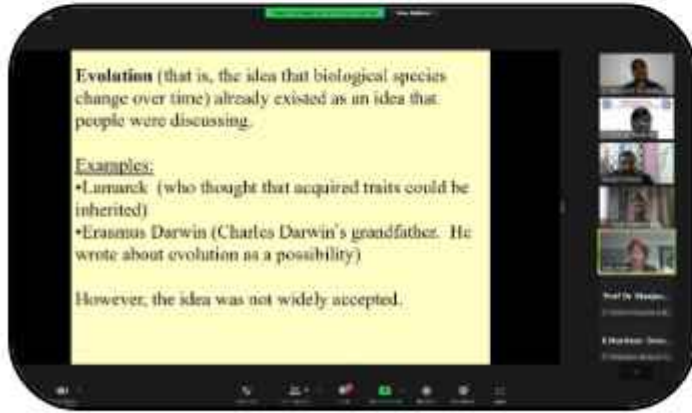 Evolution (that is, the idea that biological species
change over time) already existed as an idea that
people were discussing.
Examples:
•Lamarck (who thought that acquired traits could be
inherited)
•Erasmus Darwin (Charles Darwin's grandfather. He
wrote about evolution as a possibility)
However, the idea was not widely accepted.
Prof Dr